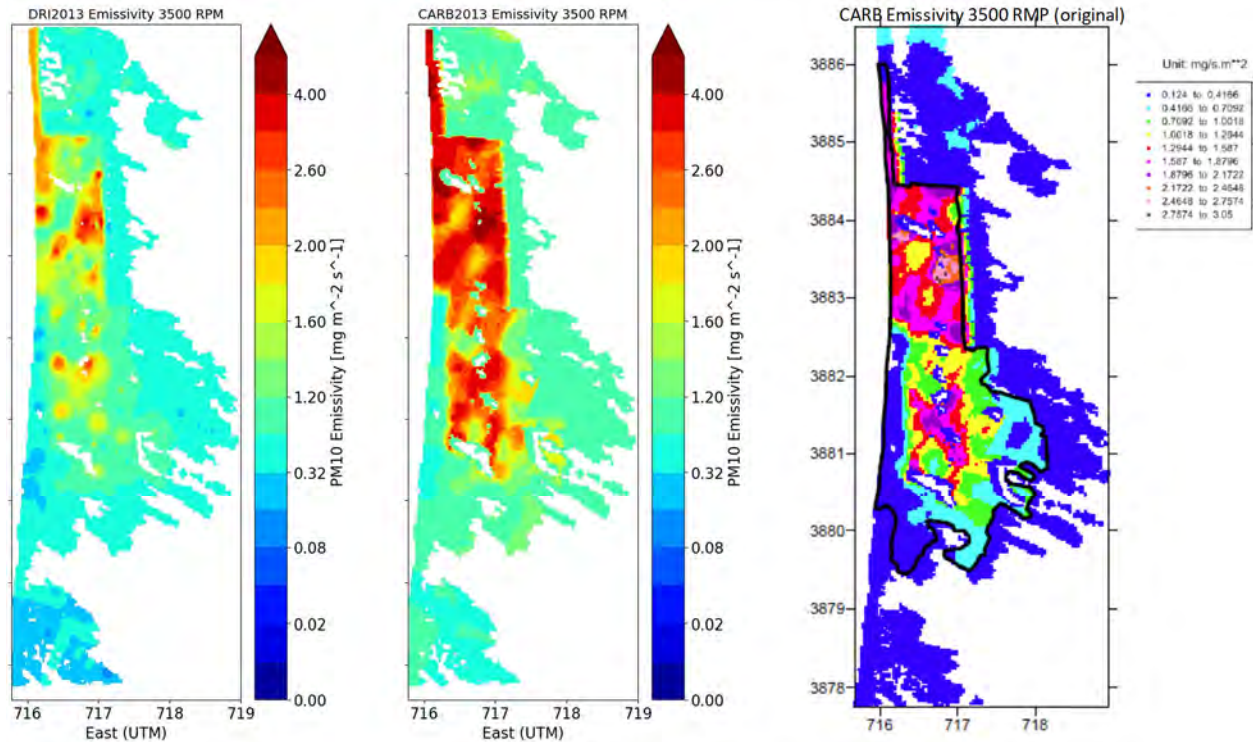 DRI2013 Emissivity 3500 RPM
4.00
2.60
2.00
1.60
1.20
0.32
0.08
0.02
0.00
PM10 Emissivity [mg m^-2 s^-1]
716 717 718 719
East (UTM)
CARB2013 Emissivity 3500 RPM
4.00
2.60
2.00
1.60
1.20
0.32
0.08
0.02
0.00
PM10 Emissivity [mg m^-2 s^-1]
716 717 718 719
East (UTM)
CARB Emissivity 3500 RMP (original)
3886
3885
3884
3883
3882
3881
3880
3879
3878
716 717 718
Unit: mg/s.m**2
0.124 to 0.4166
0.4166 to 0.7092
0.7092 to 1.0018
1.0018 to 1.2944
1.2944 to 1.587
1.587 to 1.8796
1.8796 to 2.1722
2.1722 to 2.4648
2.4648 to 2.7574
2.7574 to 3.05